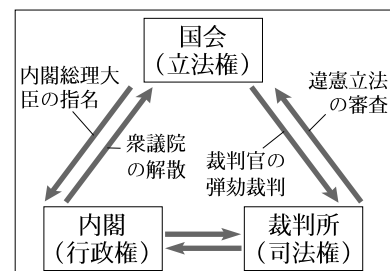 国会
（立法権）
内閣総理大
臣の指名
違憲立法
の審査
衆議院
の解散
裁判官の
弾劾裁判
内閣
（行政権）
裁判所
（司法権）